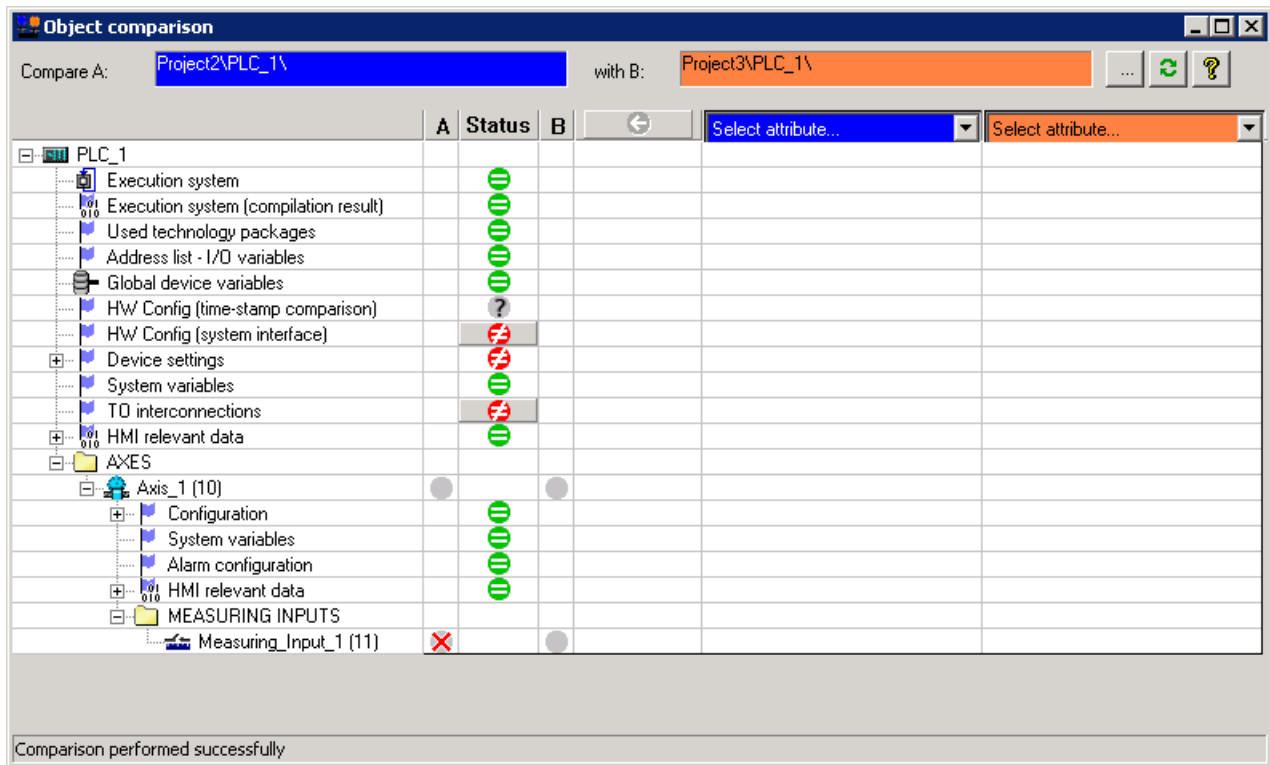 Object comparison
Compare A: Project2\PLC_1\ with B: Project3\PLC_1\ ...
A Status B Select attribute... Select attribute...
PLC_1
Execution system
Execution system (compilation result)
Used technology packages
Address list - I/O variables
Global device variables
HW Config (time-stamp comparison)
HW Config (system interface)
Device settings
System variables
TO interconnections
HMI relevant data
AXES
Axis_1 (10)
Configuration
System variables
Alarm configuration
HMI relevant data
MEASURING INPUTS
Measuring_Input_1 (11)
Comparison performed successfully